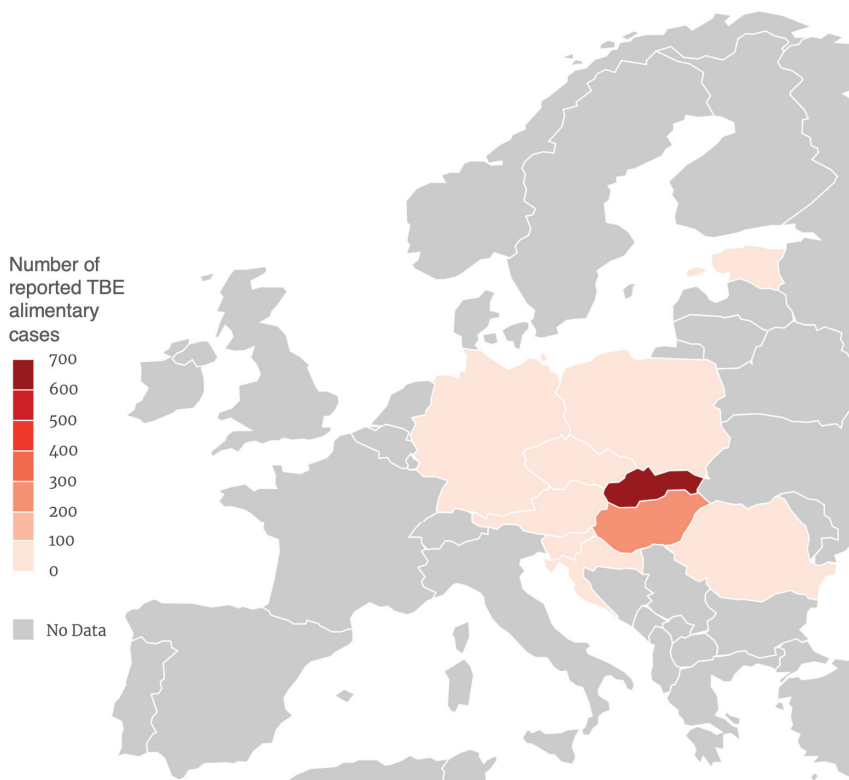 Number of
reported TBE
alimentary
cases
700
600
500
400
300
200
100
0
No Data